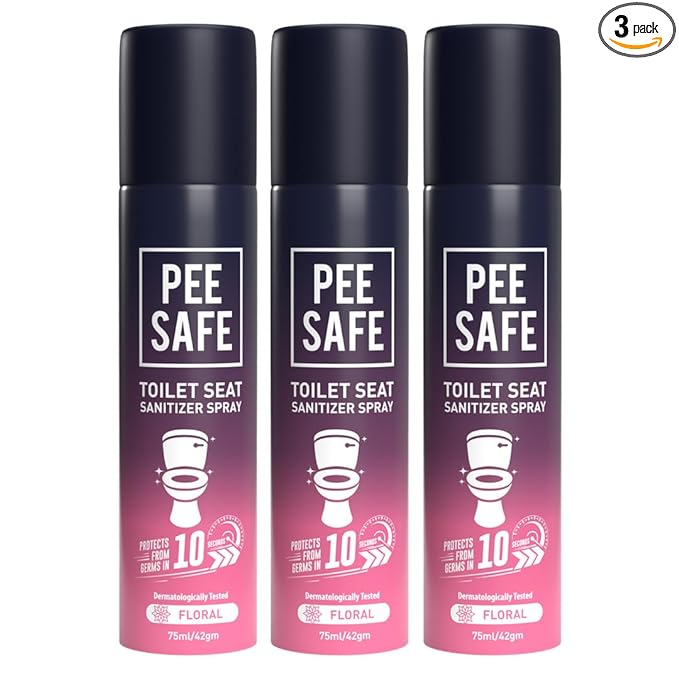 3 pack
PEE
SAFE
TOILET SEAT
SANITIZER SPRAY
PROTECTS
FROM
GERMS IN
10
SECONDS
Dermatologically Tested
FLORAL
75ml/42gm
PEE
SAFE
TOILET SEAT
SANITIZER SPRAY
PROTECTS
FROM
GERMS IN
10
SECONDS
Dermatologically Tested
FLORAL
75ml/42gm
PEE
SAFE
TOILET SEAT
SANITIZER SPRAY
PROTECTS
FROM
GERMS IN
10
SECONDS
Dermatologically Tested
FLORAL
75ml/42gm